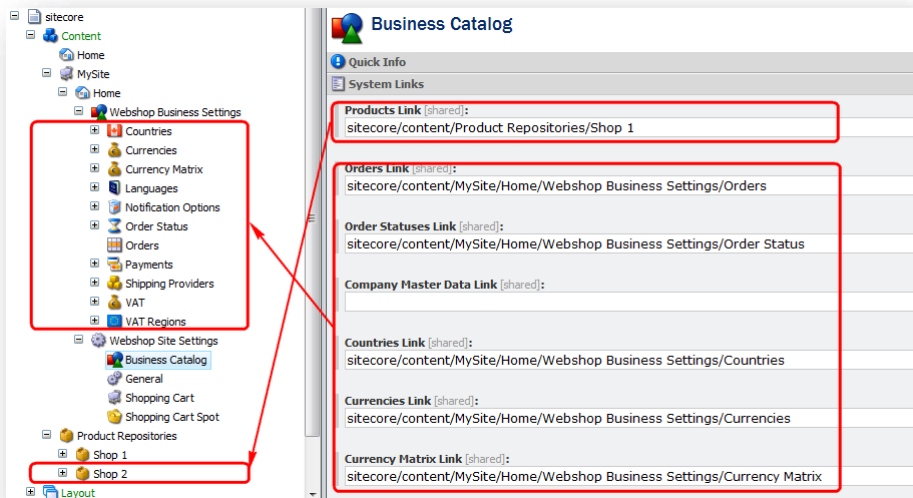 sitecore
Content
Home
MySite
Home
Webshop Business Settings
Countries
Currencies
Currency Matrix
Languages
Notification Options
Order Status
Orders
Payments
Shipping Providers
VAT
VAT Regions
Webshop Site Settings
Business Catalog
General
Shopping Cart
Shopping Cart Spot
Product Repositories
Shop 1
Shop 2
Layout
Business Catalog
Quick Info
System Links
Products Link [shared]:
sitecore/content/Product Repositories/Shop 1
Orders Link [shared]:
sitecore/content/MySite/Home/Webshop Business Settings/Orders
Order Statuses Link [shared]:
sitecore/content/MySite/Home/Webshop Business Settings/Order Status
Company Master Data Link [shared]:
Countries Link [shared]:
sitecore/content/MySite/Home/Webshop Business Settings/Countries
Currencies Link [shared]:
sitecore/content/MySite/Home/Webshop Business Settings/Currencies
Currency Matrix Link [shared]:
sitecore/content/MySite/Home/Webshop Business Settings/Currency Matrix